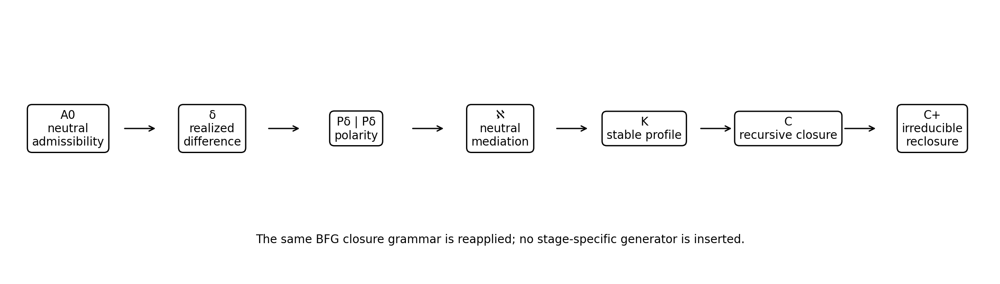 A0
neutral
admissibility
δ
realized
difference
Pδ | P̄δ
polarity
ℵ
neutral
mediation
K
stable profile
C
recursive closure
C+
irreducible
reclosure
The same BFG closure grammar is reapplied; no stage-specific generator is inserted.